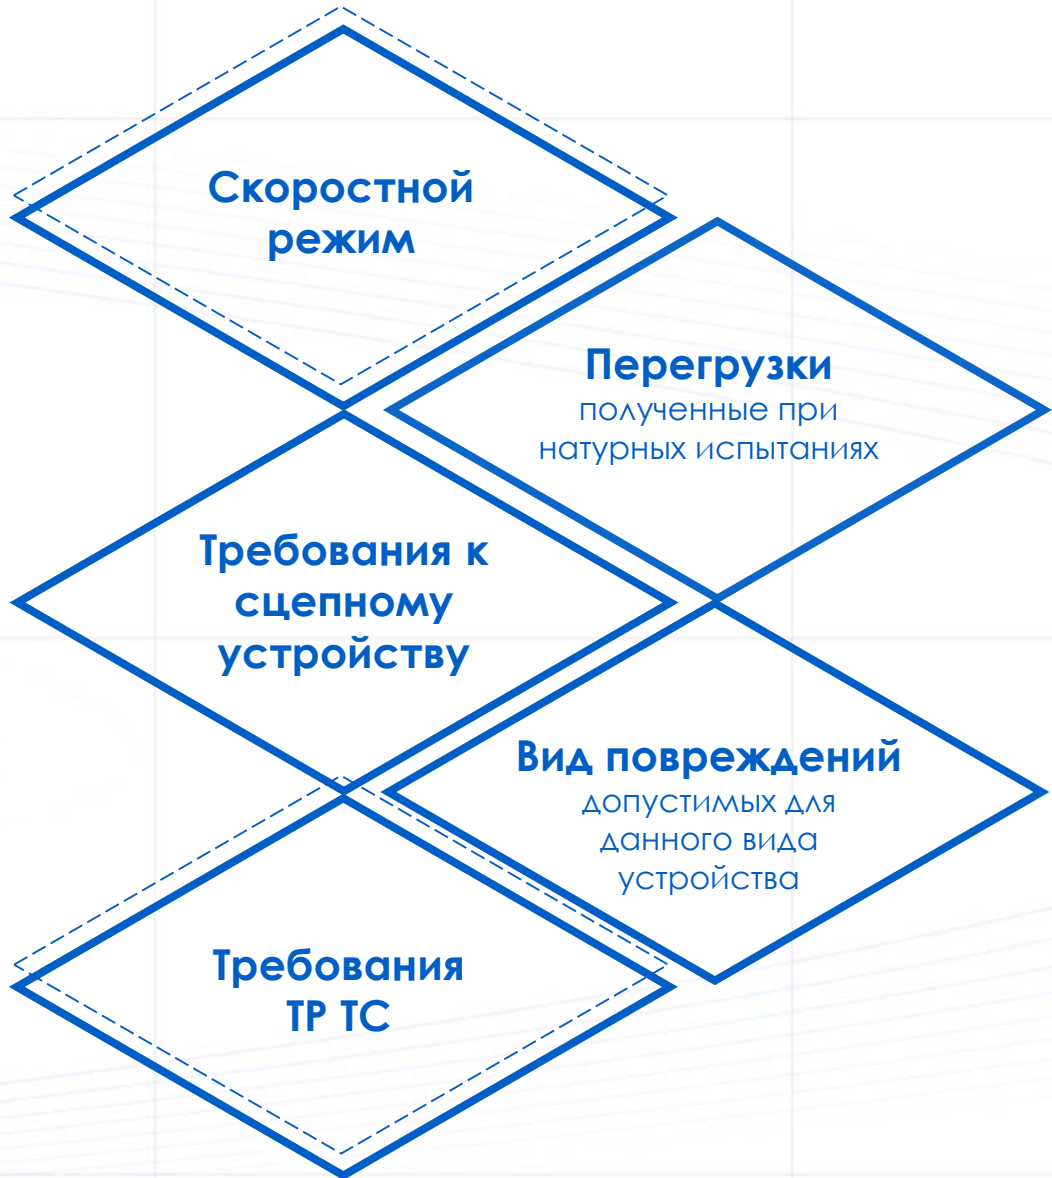 Скоростной
режим
Перегрузки
полученные при
натурных испытаниях
Требования к
сцепному
устройству
Вид повреждений
допустимых для
данного вида
устройства
Требования
ТР ТС